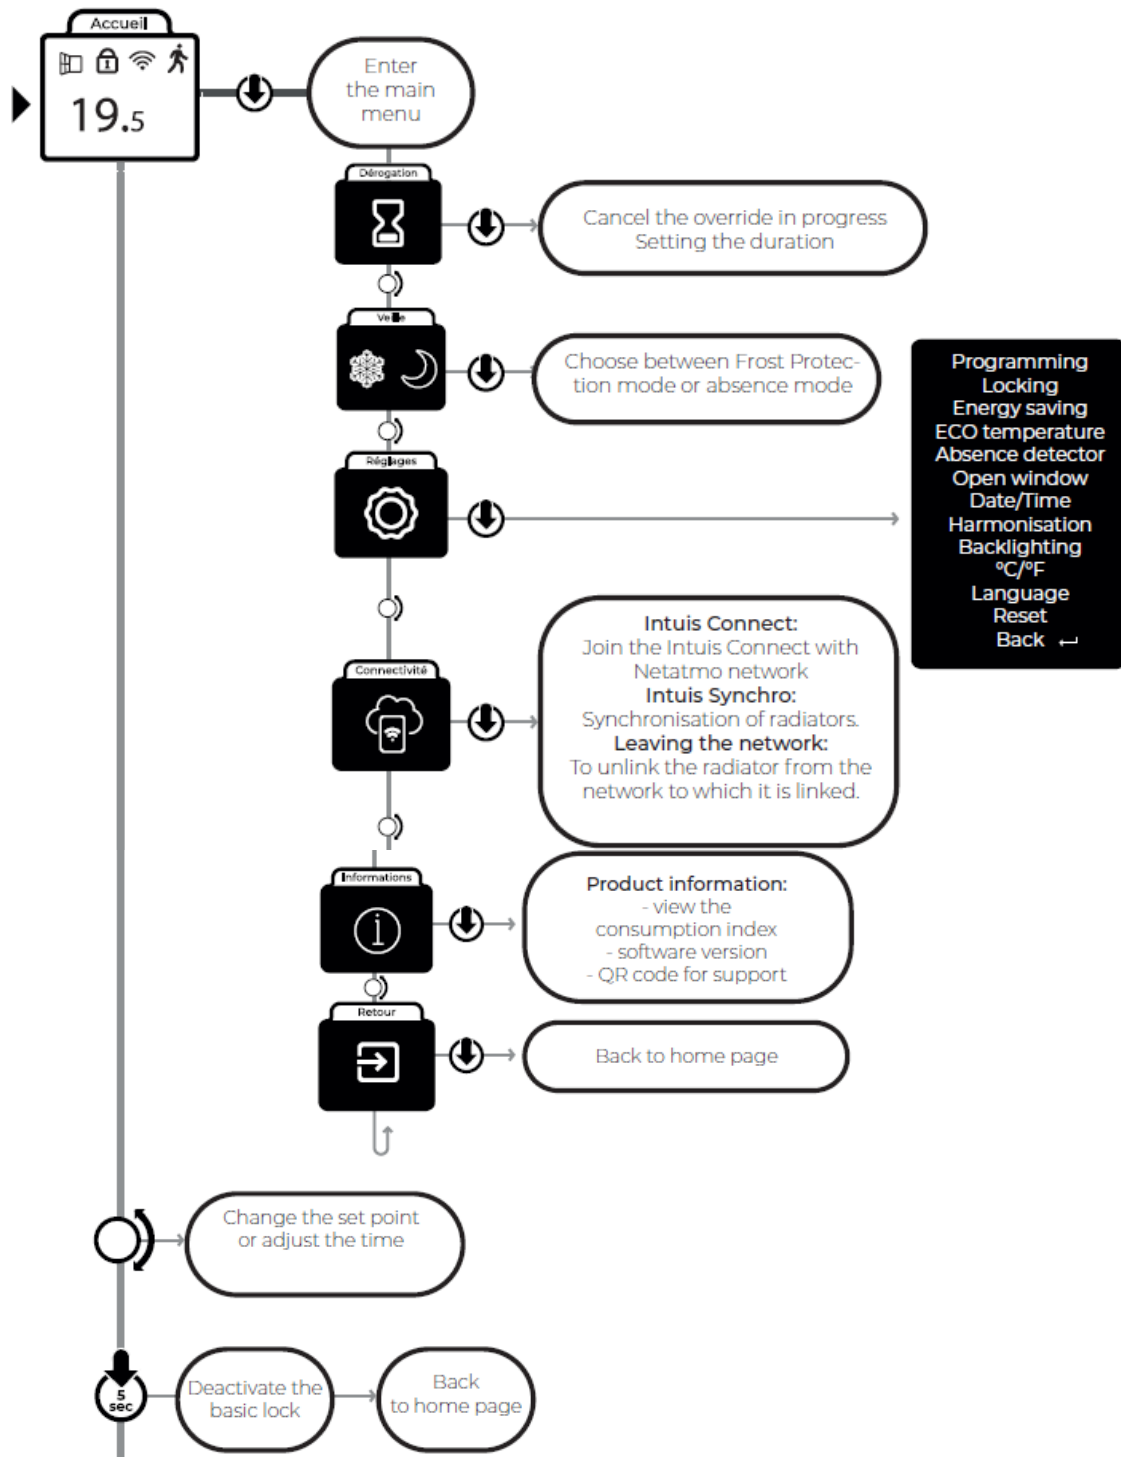 Accueil
19.5
Enter
the main
menu
Dérogation
Cancel the override in progress
Setting the duration
Choose between Frost Protec-
tion mode or absence mode
Réglages
Programming
Locking
Energy saving
ECO temperature
Absence detector
Open window
Date/Time
Harmonisation
Backlighting
°C/°F
Language
Reset
Back
Connectivité
Intuis Connect:
Join the Intuis Connect with
Netatmo network
Intuis Synchro:
Synchronisation of radiators.
Leaving the network:
To unlink the radiator from the
network to which it is linked.
Informations
Product information:
- view the
consumption index
- software version
- QR code for support
Retour
Back to home page
Change the set point
or adjust the time
5
sec
Deactivate the
basic lock
Back
to home page